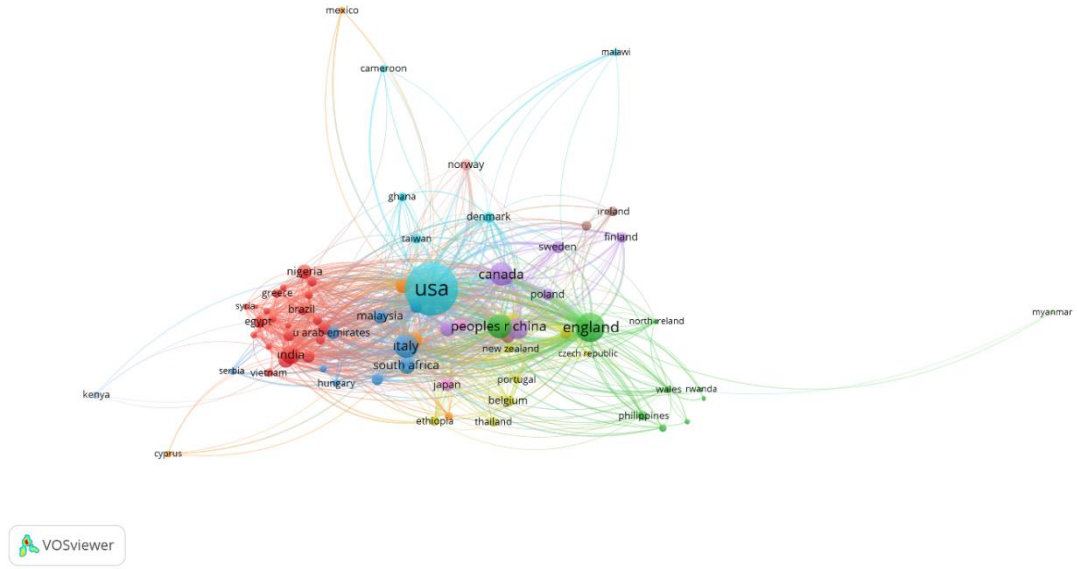 mexico
malawi
cameroon
norway
ghana
ireland
denmark
finland
taiwan
sweden
nigeria
canada
usa
greece
poland
syria
brazil
myanmar
malaysia
egypt
north ireland
peoples r china
england
u arab emirates
italy
new zealand
india
czech republic
south africa
serbia
vietnam
portugal
hungary
japan
wales
rwanda
kenya
belgium
philippines
ethiopia
thailand
cyprus
VOSviewer